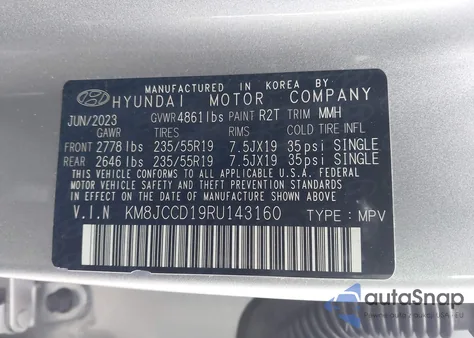 MANUFACTURED IN KOREA BY
HYUNDAI MOTOR COMPANY
JUN/2023 GVWR 4861lbs PAINT R2T TRIM MMH
GAWR TIRES RIMS COLD TIRE INFL
FRONT 2778lbs 235/55R19 7.5JX19 35psi SINGLE
REAR 2646lbs 235/55R19 7.5JX19 35psi SINGLE
THIS VEHICLE CONFORMS TO ALL APPLICABLE U.S.A. FEDERAL
MOTOR VEHICLE SAFETY, BUMPER, AND THEFT PREVENTION
STANDARDS IN EFFECT ON THE DATE OF MANUFACTURE SHOWN ABOVE.
V.I.N KM8JCCD19RU143160 TYPE : MPV
autoSnap